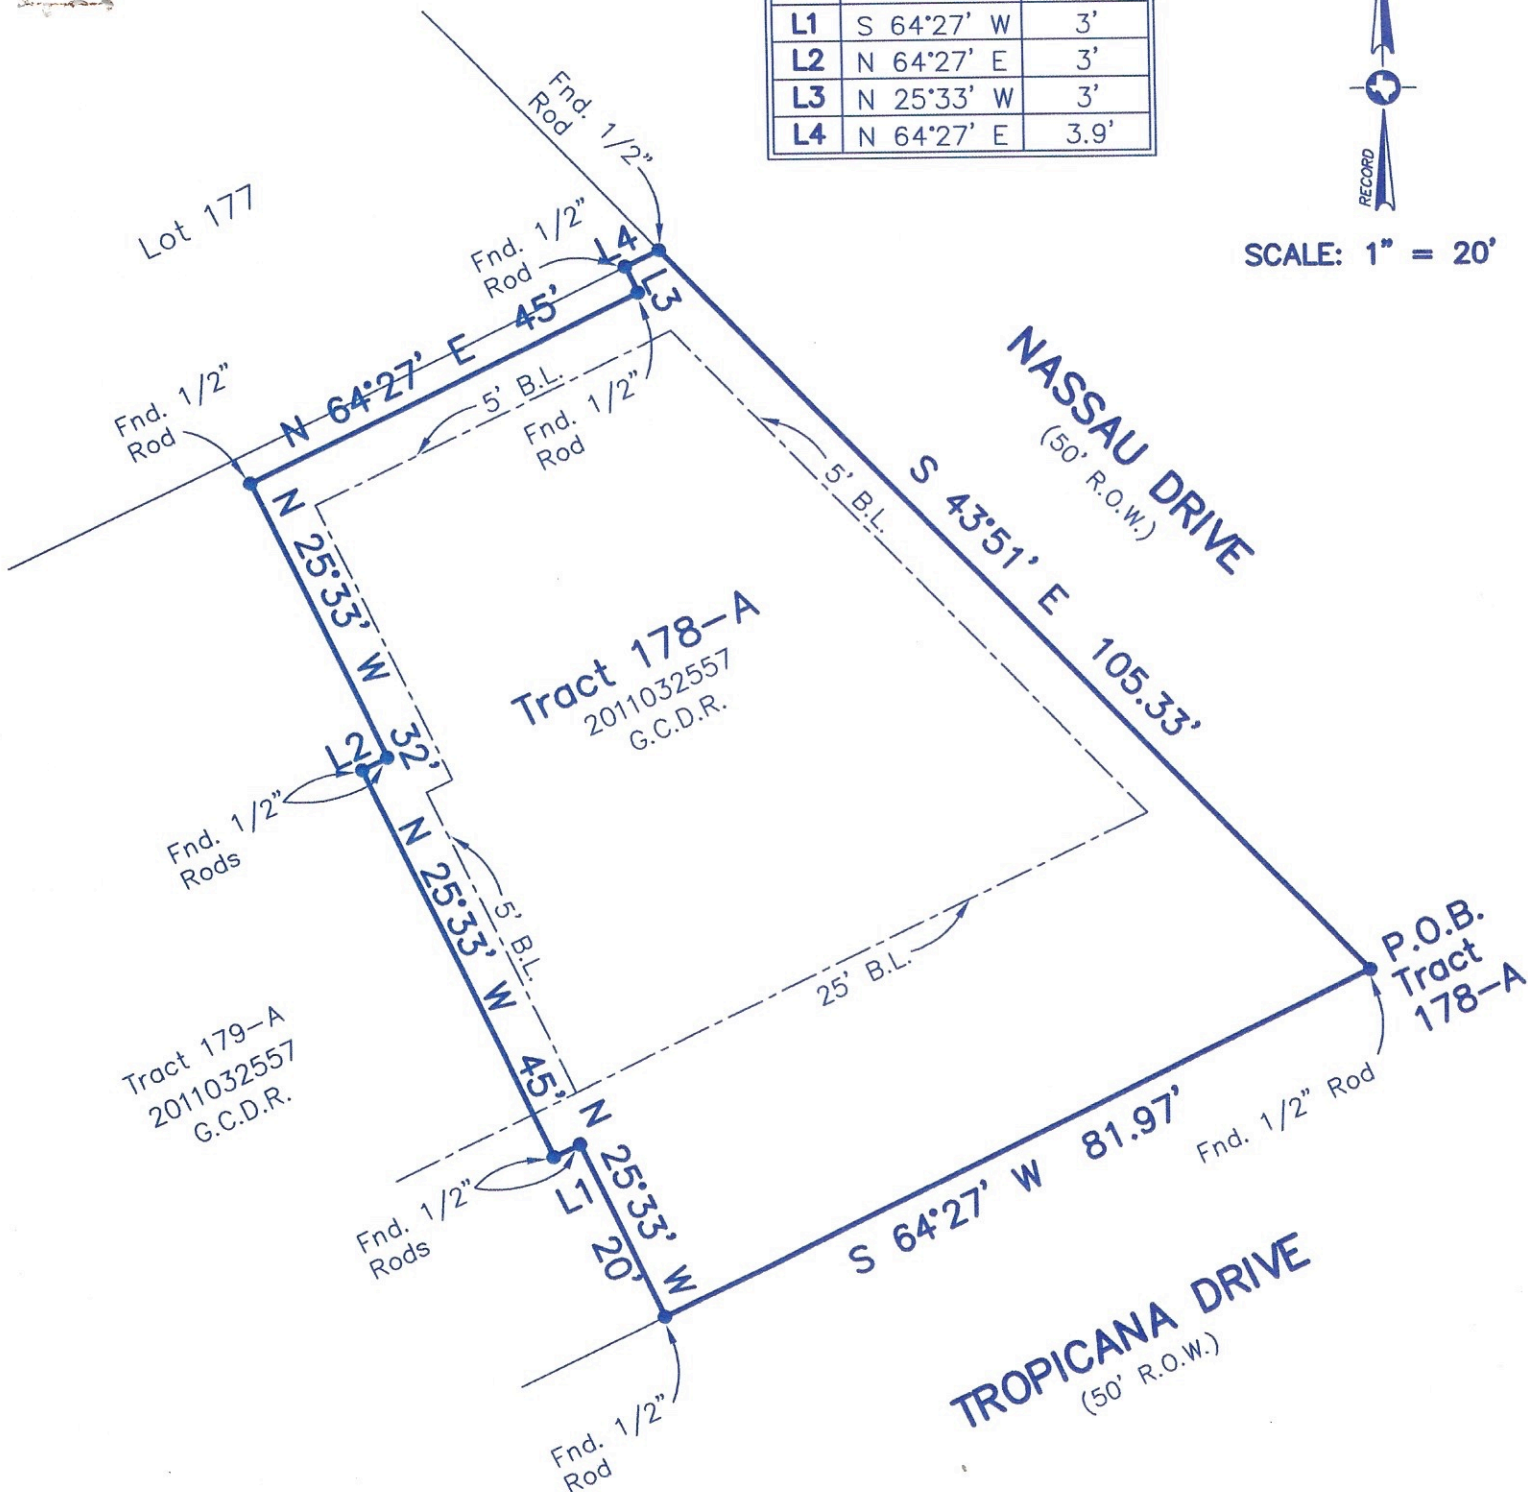 L1 S 64°27' W 3'
L2 N 64°27' E 3'
L3 N 25°33' W 3'
L4 N 64°27' E 3.9'
RECORD
SCALE: 1" = 20'
Fnd. 1/2"
Rod
Lot 177
Fnd. 1/2"
Rod
L4
L3
N 64°27' E 45'
Fnd. 1/2"
Rod
5' B.L.
Fnd. 1/2"
Rod
NASSAU DRIVE
(50' R.O.W.)
5' B.L.
S 43°51' E 105.33'
N 25°33' W 32'
Tract 178-A
2011032557
G.C.D.R.
L2
Fnd. 1/2"
Rods
N 25°33' W 45'
5' B.L.
25' B.L.
P.O.B.
Tract
178-A
Tract 179-A
2011032557
G.C.D.R.
Fnd. 1/2" Rod
N 25°33' W 20'
L1
Fnd. 1/2"
Rods
S 64°27' W 81.97'
TROPICANA DRIVE
(50' R.O.W.)
Fnd. 1/2"
Rod